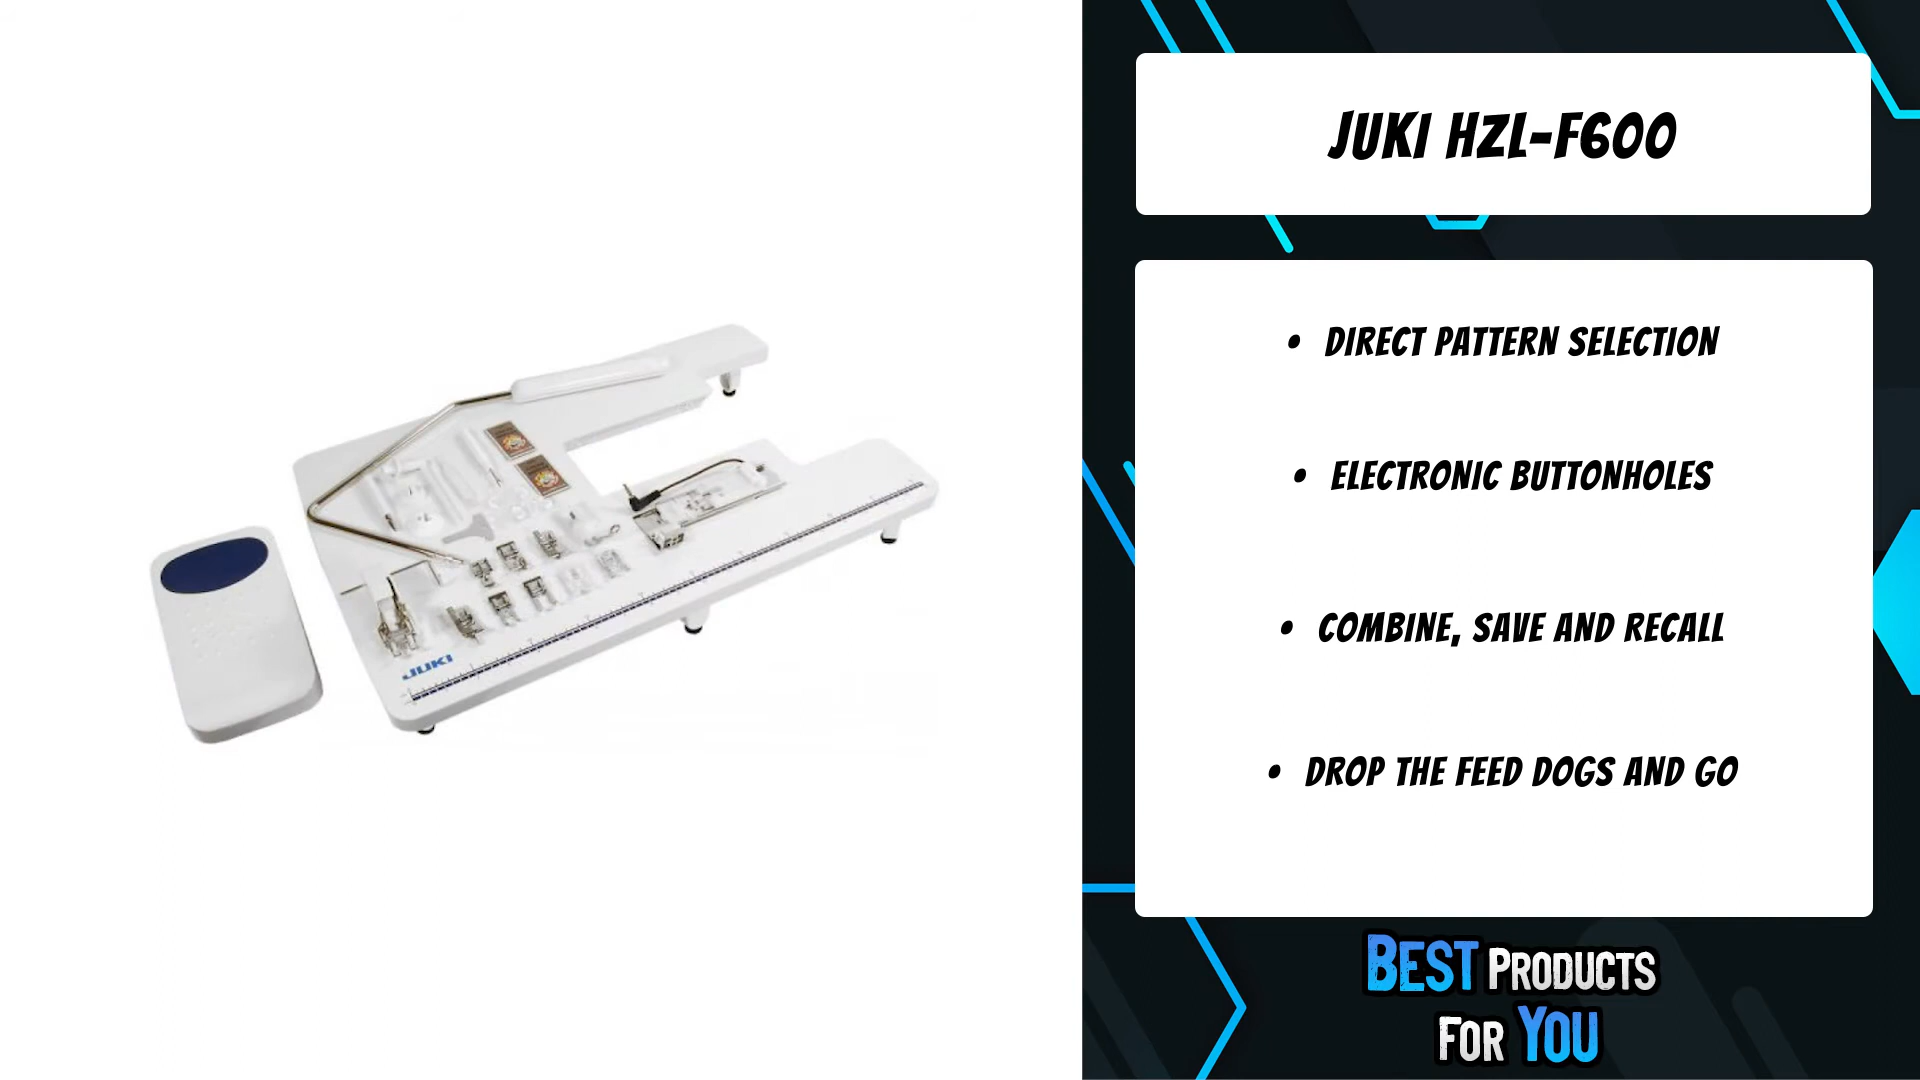 JUKI HZL-F600
• DIRECT PATTERN SELECTION
• ELECTRONIC BUTTONHOLES
• COMBINE, SAVE AND RECALL
• DROP THE FEED DOGS AND GO
JUKI
BEST PRODUCTS
FOR YOU